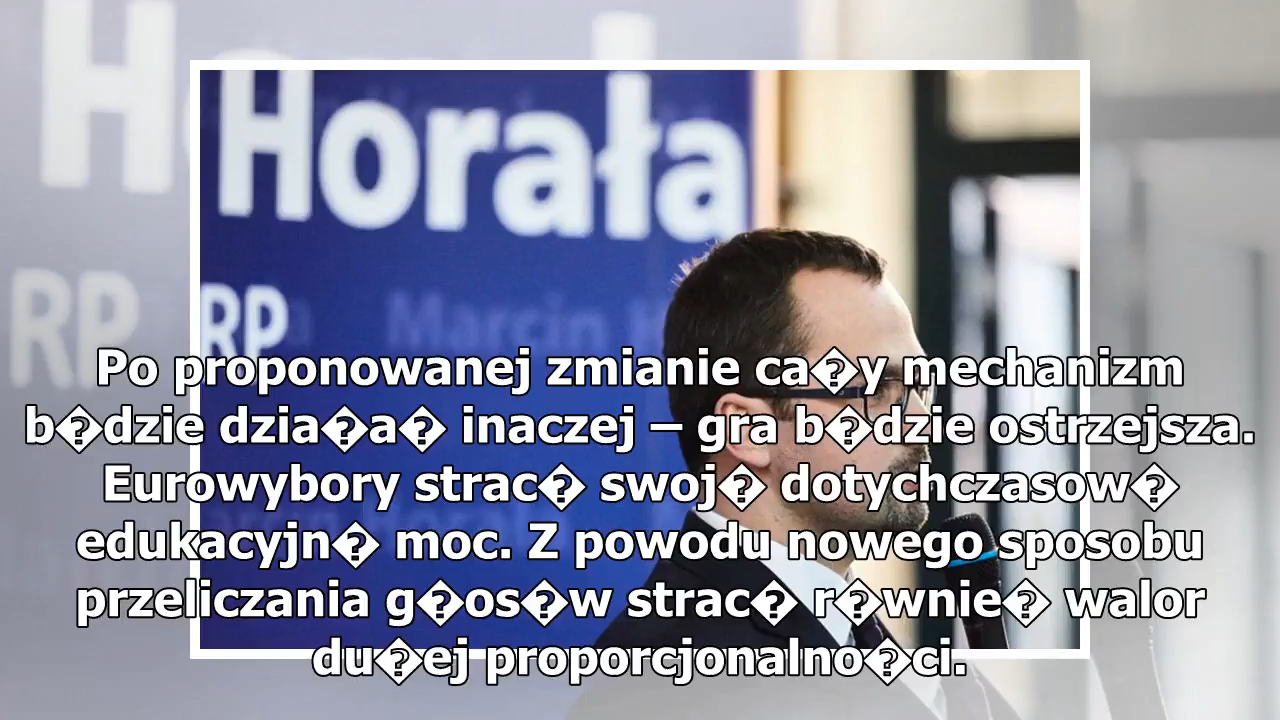 Horała
RP
Marcin H
Po proponowanej zmianie ca�y mechanizm
b�dzie dzia�a� inaczej – gra b�dzie ostrzejsza.
Eurowybory strac� swoj� dotychczasow�
edukacyjn� moc. Z powodu nowego sposobu
przeliczania g�os�w strac� r�wnie� walor
du�ej proporcjonalno�ci.